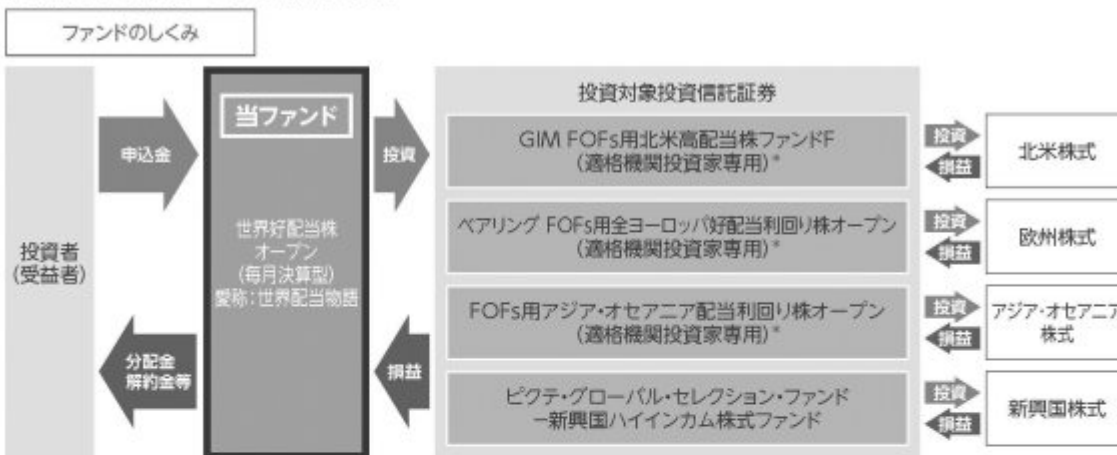 ファンドのしくみ
投資者
(受益者)
申込金
分配金
解約金等
当ファンド
世界好配当株
オープン
(毎月決算型)
愛称:世界配当物語
投資
損益
投資対象投資信託証券
GIM FOFs用北米高配当株ファンドF
(適格機関投資家専用)*
投資
損益
北米株式
ベアリング FOFs用全ヨーロッパ好配当利回り株オープン
(適格機関投資家専用)*
投資
損益
欧州株式
FOFs用アジア・オセアニア配当利回り株オープン
(適格機関投資家専用)*
投資
損益
アジア・オセアニア
株式
ピクテ・グローバル・セレクション・ファンド
-新興国ハイインカム株式ファンド
投資
損益
新興国株式